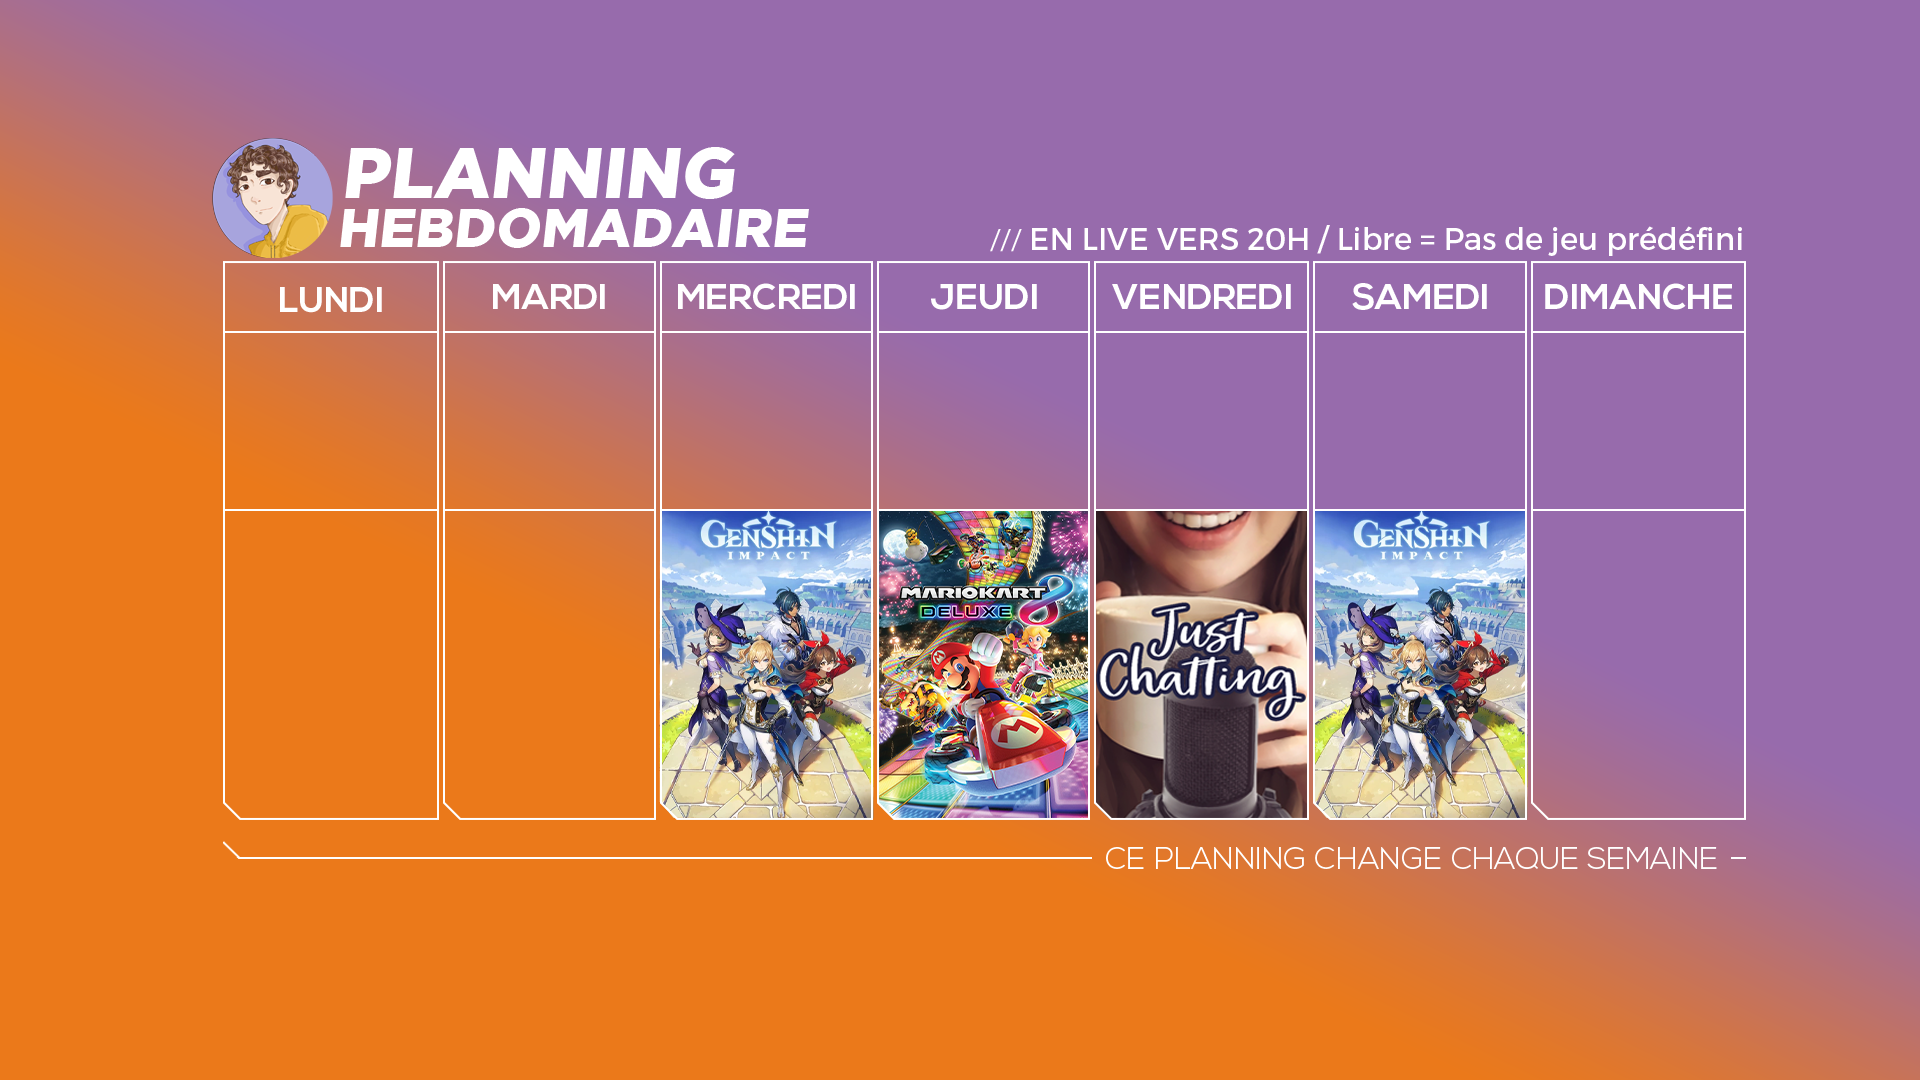 PLANNING
HEBDOMADAIRE
/// EN LIVE VERS 20H / Libre = Pas de jeu prédéfini
LUNDI
MARDI
MERCREDI
JEUDI
VENDREDI
SAMEDI
DIMANCHE
GENSHIN
IMPACT
MARIOKART 8
DELUXE
Just
Chatting
GENSHIN
IMPACT
CE PLANNING CHANGE CHAQUE SEMAINE